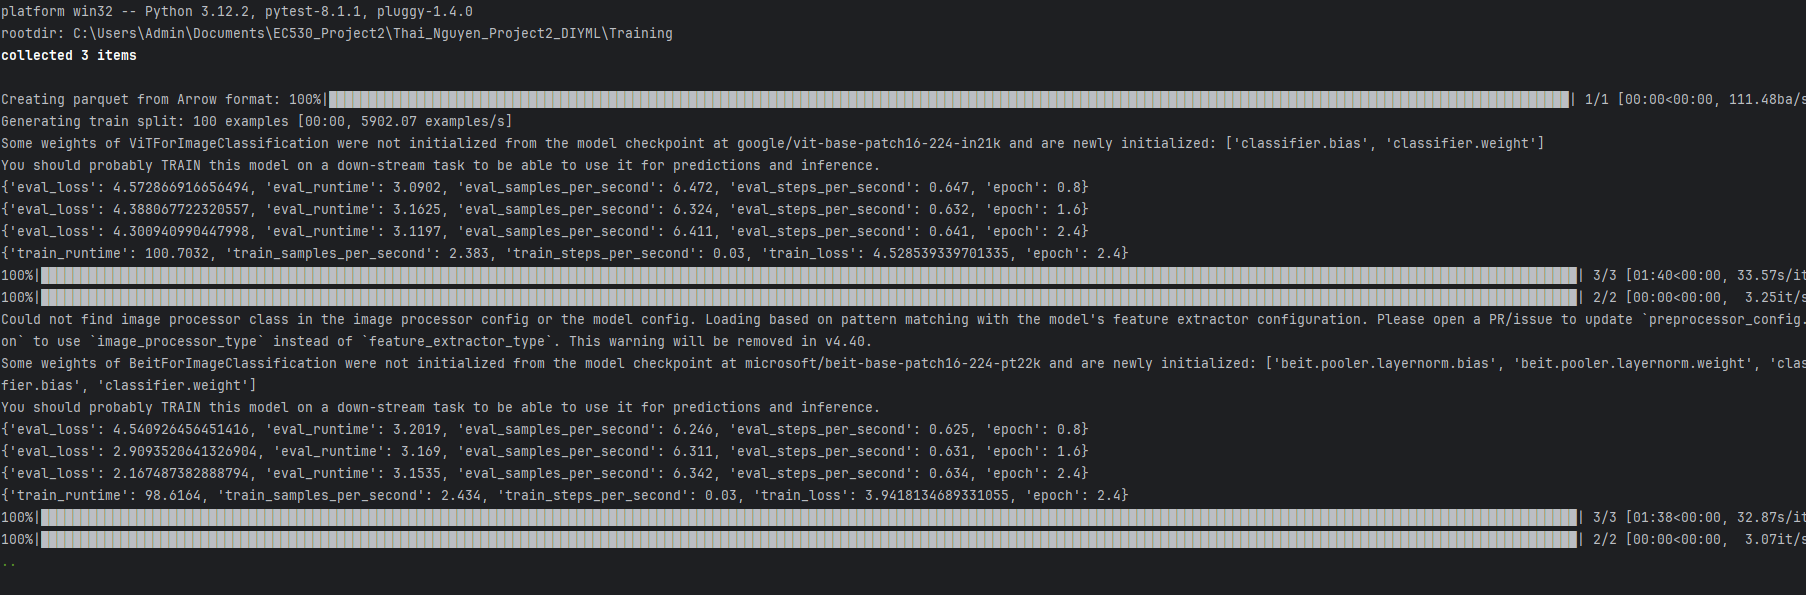 platform win32 -- Python 3.12.2, pytest-8.1.1, pluggy-1.4.0
rootdir: C:\Users\Admin\Documents\EC530_Project2\Thai_Nguyen_Project2_DIYML\Training
collected 3 items
Creating parquet from Arrow format: 100%| | 1/1 [00:00<00:00, 111.48ba/s
Generating train split: 100 examples [00:00, 5902.07 examples/s]
Some weights of ViTForImageClassification were not initialized from the model checkpoint at google/vit-base-patch16-224-in21k and are newly initialized: ['classifier.bias', 'classifier.weight']
You should probably TRAIN this model on a down-stream task to be able to use it for predictions and inference.
{'eval_loss': 4.572866916656494, 'eval_runtime': 3.0902, 'eval_samples_per_second': 6.472, 'eval_steps_per_second': 0.647, 'epoch': 0.8}
{'eval_loss': 4.388067722320557, 'eval_runtime': 3.1625, 'eval_samples_per_second': 6.324, 'eval_steps_per_second': 0.632, 'epoch': 1.6}
{'eval_loss': 4.300940990447998, 'eval_runtime': 3.1197, 'eval_samples_per_second': 6.411, 'eval_steps_per_second': 0.641, 'epoch': 2.4}
{'train_runtime': 100.7032, 'train_samples_per_second': 2.383, 'train_steps_per_second': 0.03, 'train_loss': 4.528539339701335, 'epoch': 2.4}
100%| | 3/3 [01:40<00:00, 33.57s/it
100%| | 2/2 [00:00<00:00,  3.25it/s
Could not find image processor class in the image processor config or the model config. Loading based on pattern matching with the model's feature extractor configuration. Please open a PR/issue to update `preprocessor_config.
on` to use `image_processor_type` instead of `feature_extractor_type`. This warning will be removed in v4.40.
Some weights of BeitForImageClassification were not initialized from the model checkpoint at microsoft/beit-base-patch16-224-pt22k and are newly initialized: ['beit.pooler.layernorm.bias', 'beit.pooler.layernorm.weight', 'clas
fier.bias', 'classifier.weight']
You should probably TRAIN this model on a down-stream task to be able to use it for predictions and inference.
{'eval_loss': 4.540926456451416, 'eval_runtime': 3.2019, 'eval_samples_per_second': 6.246, 'eval_steps_per_second': 0.625, 'epoch': 0.8}
{'eval_loss': 2.9093520641326904, 'eval_runtime': 3.169, 'eval_samples_per_second': 6.311, 'eval_steps_per_second': 0.631, 'epoch': 1.6}
{'eval_loss': 2.167487382888794, 'eval_runtime': 3.1535, 'eval_samples_per_second': 6.342, 'eval_steps_per_second': 0.634, 'epoch': 2.4}
{'train_runtime': 98.6164, 'train_samples_per_second': 2.434, 'train_steps_per_second': 0.03, 'train_loss': 3.9418134689331055, 'epoch': 2.4}
100%| | 3/3 [01:38<00:00, 32.87s/it
100%| | 2/2 [00:00<00:00,  3.07it/s
..